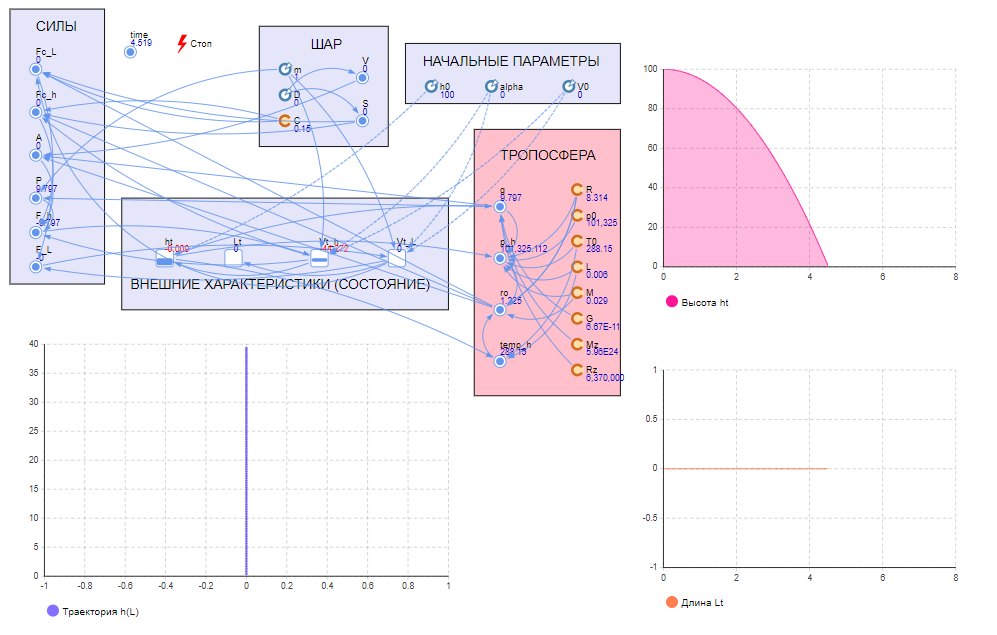 СИЛЫ
Fc_L
0
Fc_h
0
A
0
P
9.797
F_h
-9.797
F_L
-0
time
4.519
Стоп
ШАР
m
1
D
0
C
0.15
V
0
S
0
НАЧАЛЬНЫЕ ПАРАМЕТРЫ
h0
100
alpha
0
V0
0
ТРОПОСФЕРА
g
9.797
p_h
101,325.112
ro
1.225
temp_h
288.15
R
8.314
p0
101,325
T0
288.15
L
0.006
M
0.029
G
6.67E-11
Mz
5.96E24
Rz
6,370,000
ht
-0.009
Lt
0
Vt_h
Vt_L
0
ВНЕШНИЕ ХАРАКТЕРИСТИКИ (СОСТОЯНИЕ)
100
80
60
40
20
0
0 2 4 6 8
Высота ht
40
35
30
25
20
15
10
5
0
-1 -0.8 -0.6 -0.4 -0.2 0 0.2 0.4 0.6 0.8 1
Траектория h(L)
1
0.5
0
-0.5
-1
0 2 4 6 8
Длина Lt